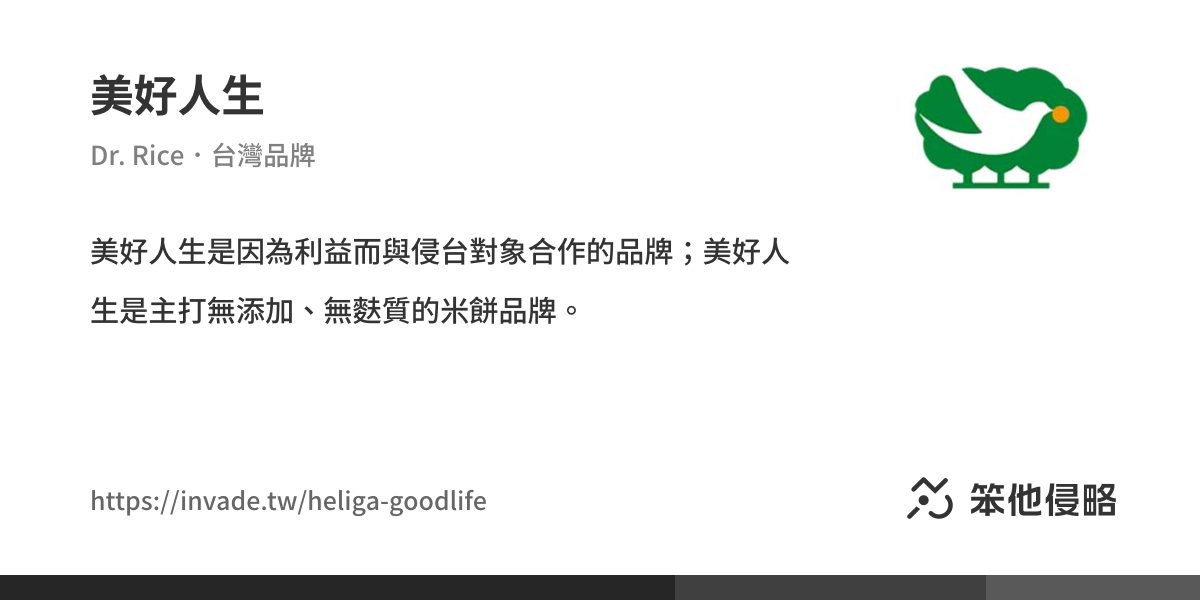 美好人生
Dr. Rice・台灣品牌
美好人生是因為利益而與侵台對象合作的品牌；美好人
生是主打無添加、無麩質的米餅品牌。
https://invade.tw/heliga-goodlife
笨他侵略